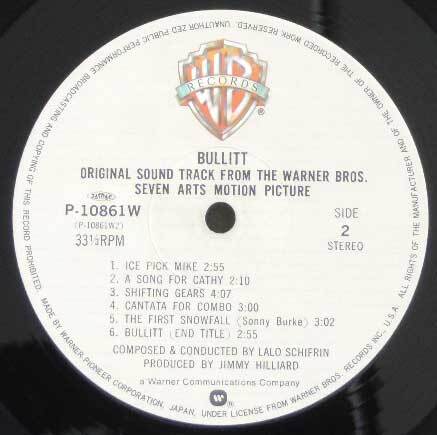 WB
RECORDS
®
BULLITT
ORIGINAL SOUND TRACK FROM THE WARNER BROS.
SEVEN ARTS MOTION PICTURE
P-10861W
(P-10861W2)
33⅓RPM
SIDE
2
STEREO
1. ICE PICK MIKE 2:55
2. A SONG FOR CATHY 2:10
3. SHIFTING GEARS 4:07
4. CANTATA FOR COMBO 3:00
5. THE FIRST SNOWFALL (Sonny Burke) 3:02
6. BULLITT (END TITLE) 2:55
COMPOSED & CONDUCTED BY LALO SCHIFRIN
PRODUCED BY JIMMY HILLIARD
a Warner Communications Company
ALL RIGHTS OF THE MANUFACTURER AND OF THE OWNER OF THE RECORDED WORK RESERVED. UNAUTHORIZED PUBLIC PERFORMANCE BROADCASTING AND COPYING OF THIS RECORD PROHIBITED.
MADE BY WARNER-PIONEER CORPORATION, JAPAN, UNDER LICENSE FROM WARNER BROS. RECORDS INC., U.S.A.